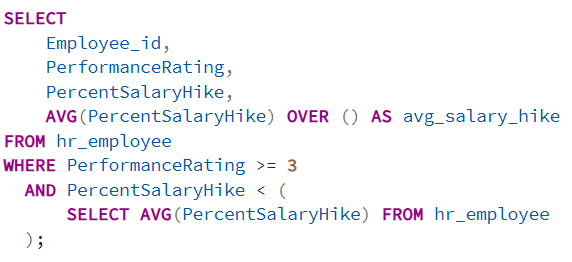 SELECT
    Employee_id,
    PerformanceRating,
    PercentSalaryHike,
    AVG(PercentSalaryHike) OVER () AS avg_salary_hike
FROM hr_employee
WHERE PerformanceRating >= 3
  AND PercentSalaryHike < (
      SELECT AVG(PercentSalaryHike) FROM hr_employee
  );